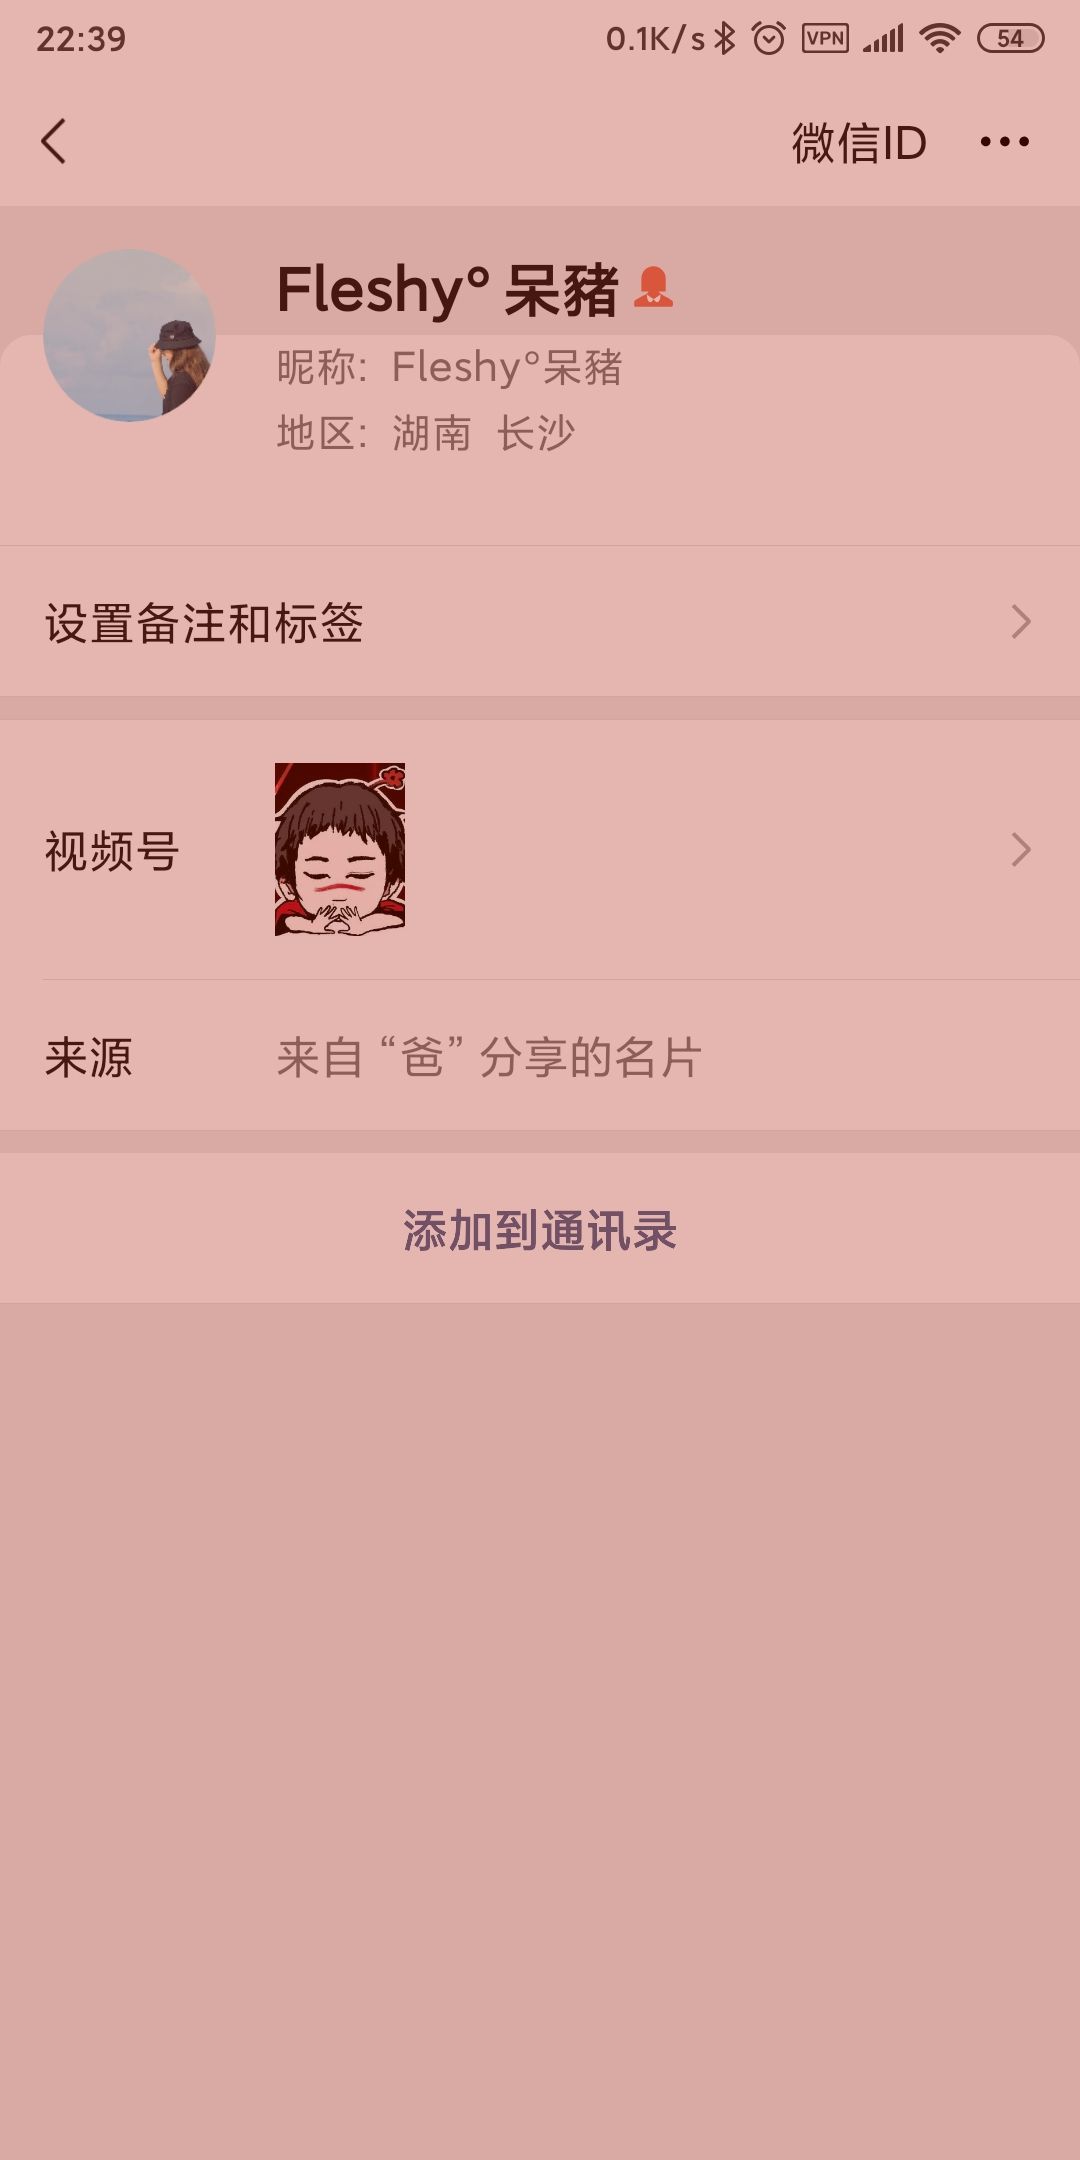 22:39 0.1K/s VPN 54
微信ID
Fleshy° 呆豬
昵称: Fleshy°呆豬
地区: 湖南 长沙
设置备注和标签
视频号
来源 来自 “爸” 分享的名片
添加到通讯录